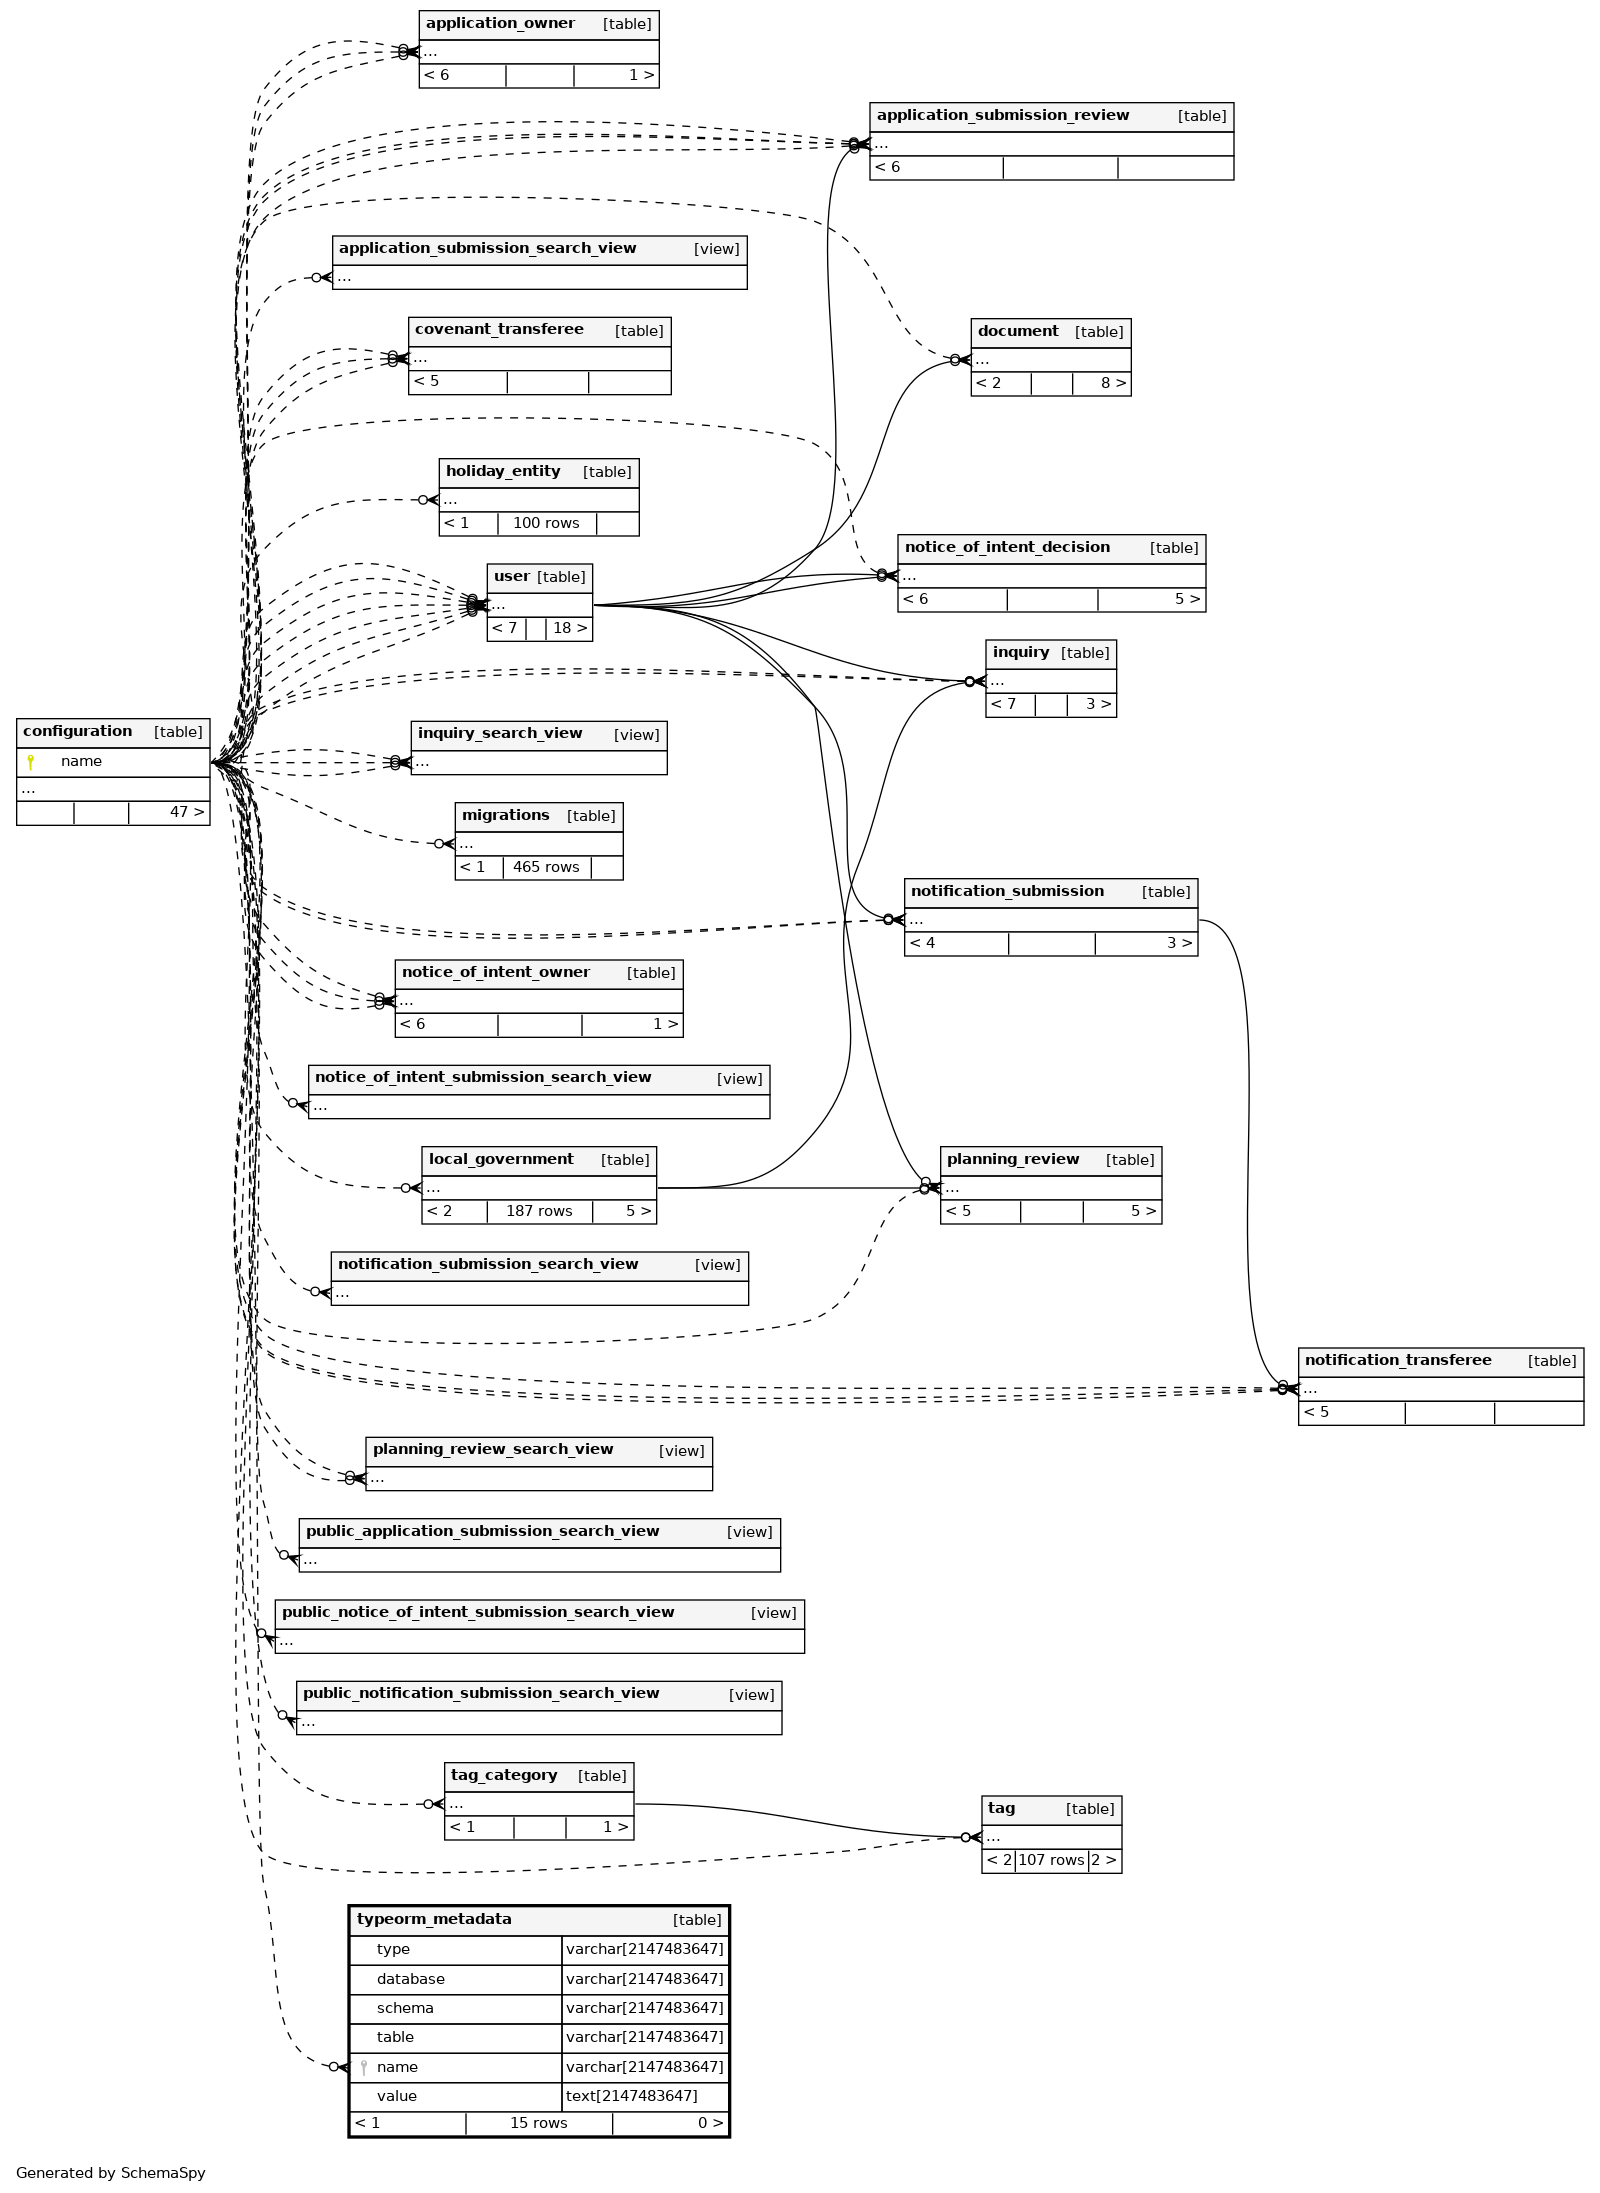 application_owner [table]
...
< 6 1 >
application_submission_review [table]
...
< 6
application_submission_search_view [view]
...
covenant_transferee [table]
...
< 5
document [table]
...
< 2 8 >
holiday_entity [table]
...
< 1 100 rows
notice_of_intent_decision [table]
...
< 6 5 >
user [table]
...
< 7 18 >
inquiry [table]
...
< 7 3 >
configuration [table]
name
...
47 >
inquiry_search_view [view]
...
migrations [table]
...
< 1 465 rows
notification_submission [table]
...
< 4 3 >
notice_of_intent_owner [table]
...
< 6 1 >
notice_of_intent_submission_search_view [view]
...
local_government [table]
...
< 2 187 rows 5 >
planning_review [table]
...
< 5 5 >
notification_submission_search_view [view]
...
notification_transferee [table]
...
< 5
planning_review_search_view [view]
...
public_application_submission_search_view [view]
...
public_notice_of_intent_submission_search_view [view]
...
public_notification_submission_search_view [view]
...
tag_category [table]
...
< 1 1 >
tag [table]
...
< 2 107 rows 2 >
typeorm_metadata [table]
type varchar[2147483647]
database varchar[2147483647]
schema varchar[2147483647]
table varchar[2147483647]
name varchar[2147483647]
value text[2147483647]
< 1 15 rows 0 >
Generated by SchemaSpy